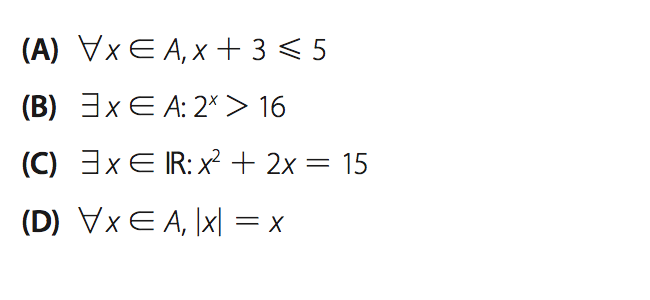 (A) ∀x ∈ A, x + 3 ⩽ 5
(B) ∃x ∈ A: 2ˣ > 16
(C) ∃x ∈ ℝ: x² + 2x = 15
(D) ∀x ∈ A, |x| = x